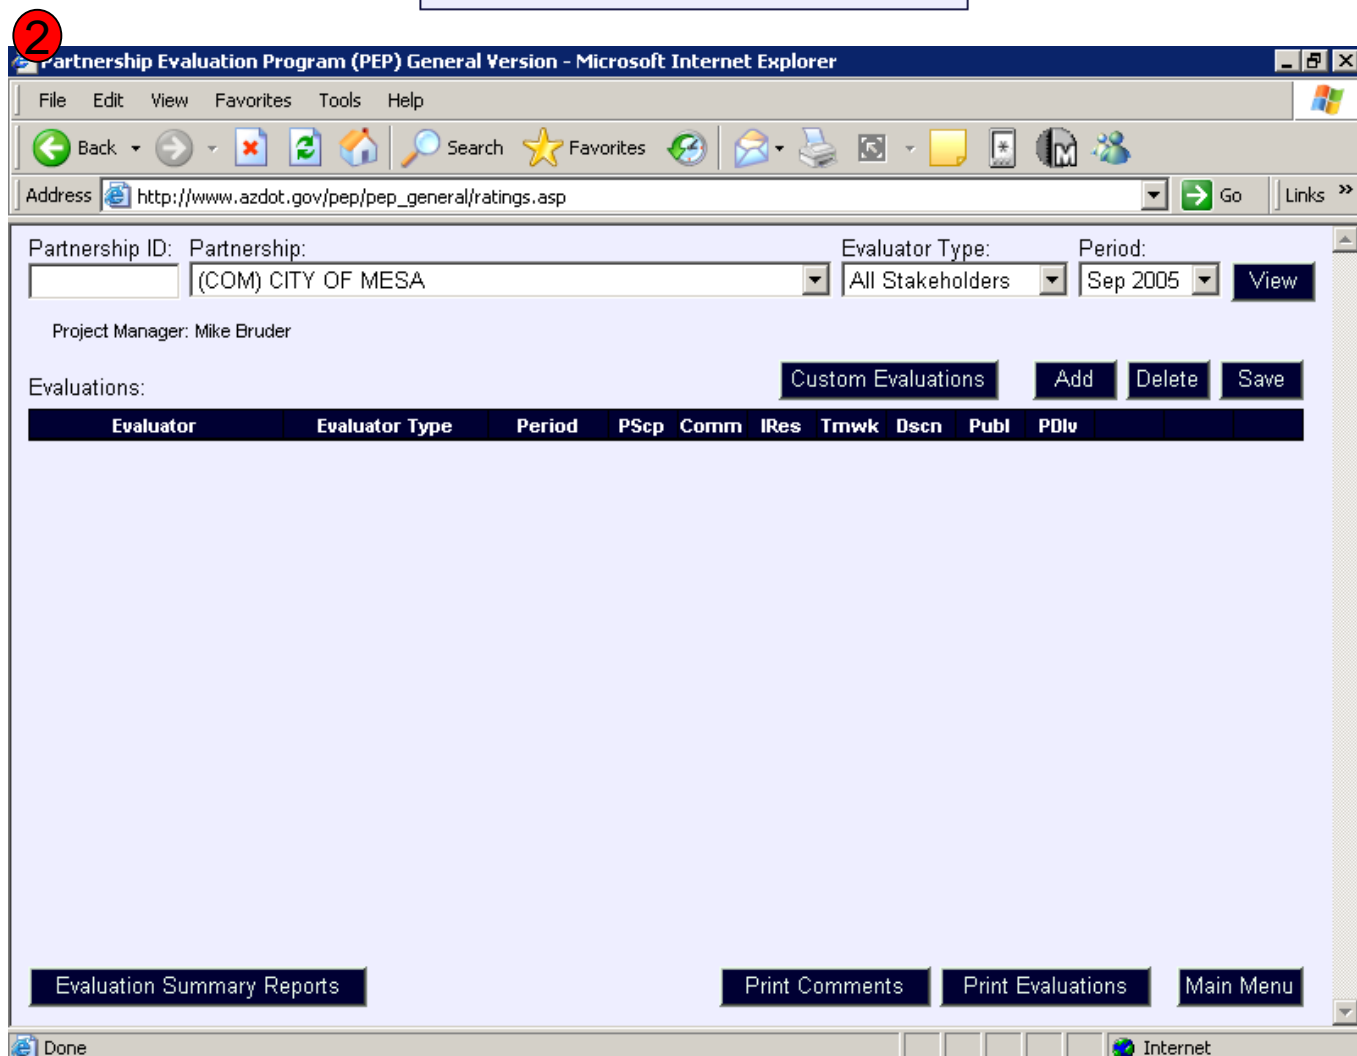 2
Partnership Evaluation Program (PEP) General Version - Microsoft Internet Explorer
File Edit View Favorites Tools Help
Back Search Favorites
Address http://www.azdot.gov/pep/pep_general/ratings.asp Go Links »
Partnership ID: Partnership: Evaluator Type: Period:
(COM) CITY OF MESA All Stakeholders Sep 2005 View
Project Manager: Mike Bruder
Evaluations: Custom Evaluations Add Delete Save
Evaluator Evaluator Type Period PScp Comm IRes Tmwk Dscn Publ PDlv
Evaluation Summary Reports Print Comments Print Evaluations Main Menu
Done Internet